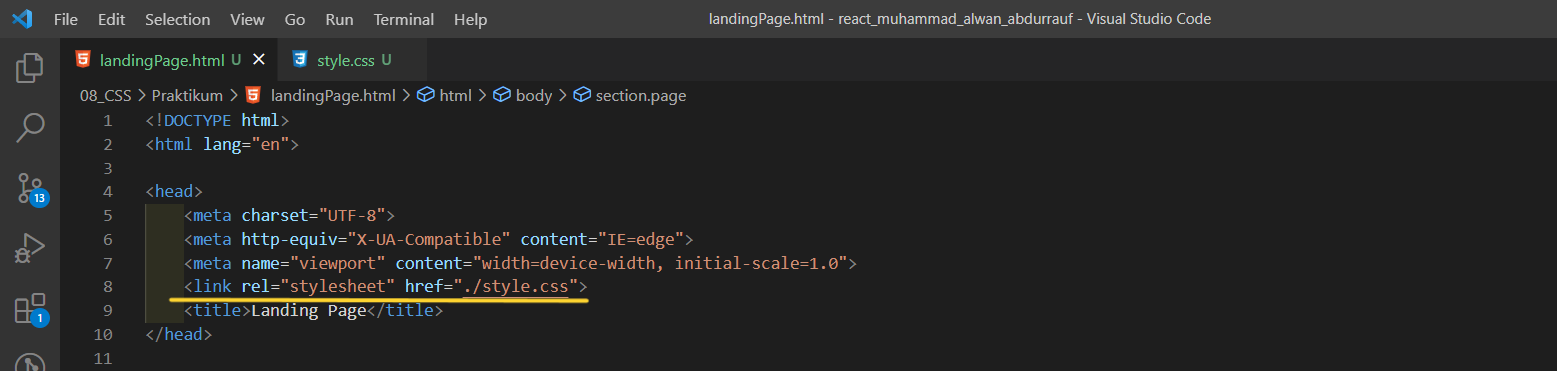 File Edit Selection View Go Run Terminal Help landingPage.html - react_muhammad_alwan_abdurrauf - Visual Studio Code
landingPage.html U style.css U
08_CSS > Praktikum > landingPage.html > html > body > section.page
1 <!DOCTYPE html>
2 <html lang="en">
3
4 <head>
5 <meta charset="UTF-8">
6 <meta http-equiv="X-UA-Compatible" content="IE=edge">
7 <meta name="viewport" content="width=device-width, initial-scale=1.0">
8 <link rel="stylesheet" href="./style.css">
9 <title>Landing Page</title>
10 </head>
11
13
1